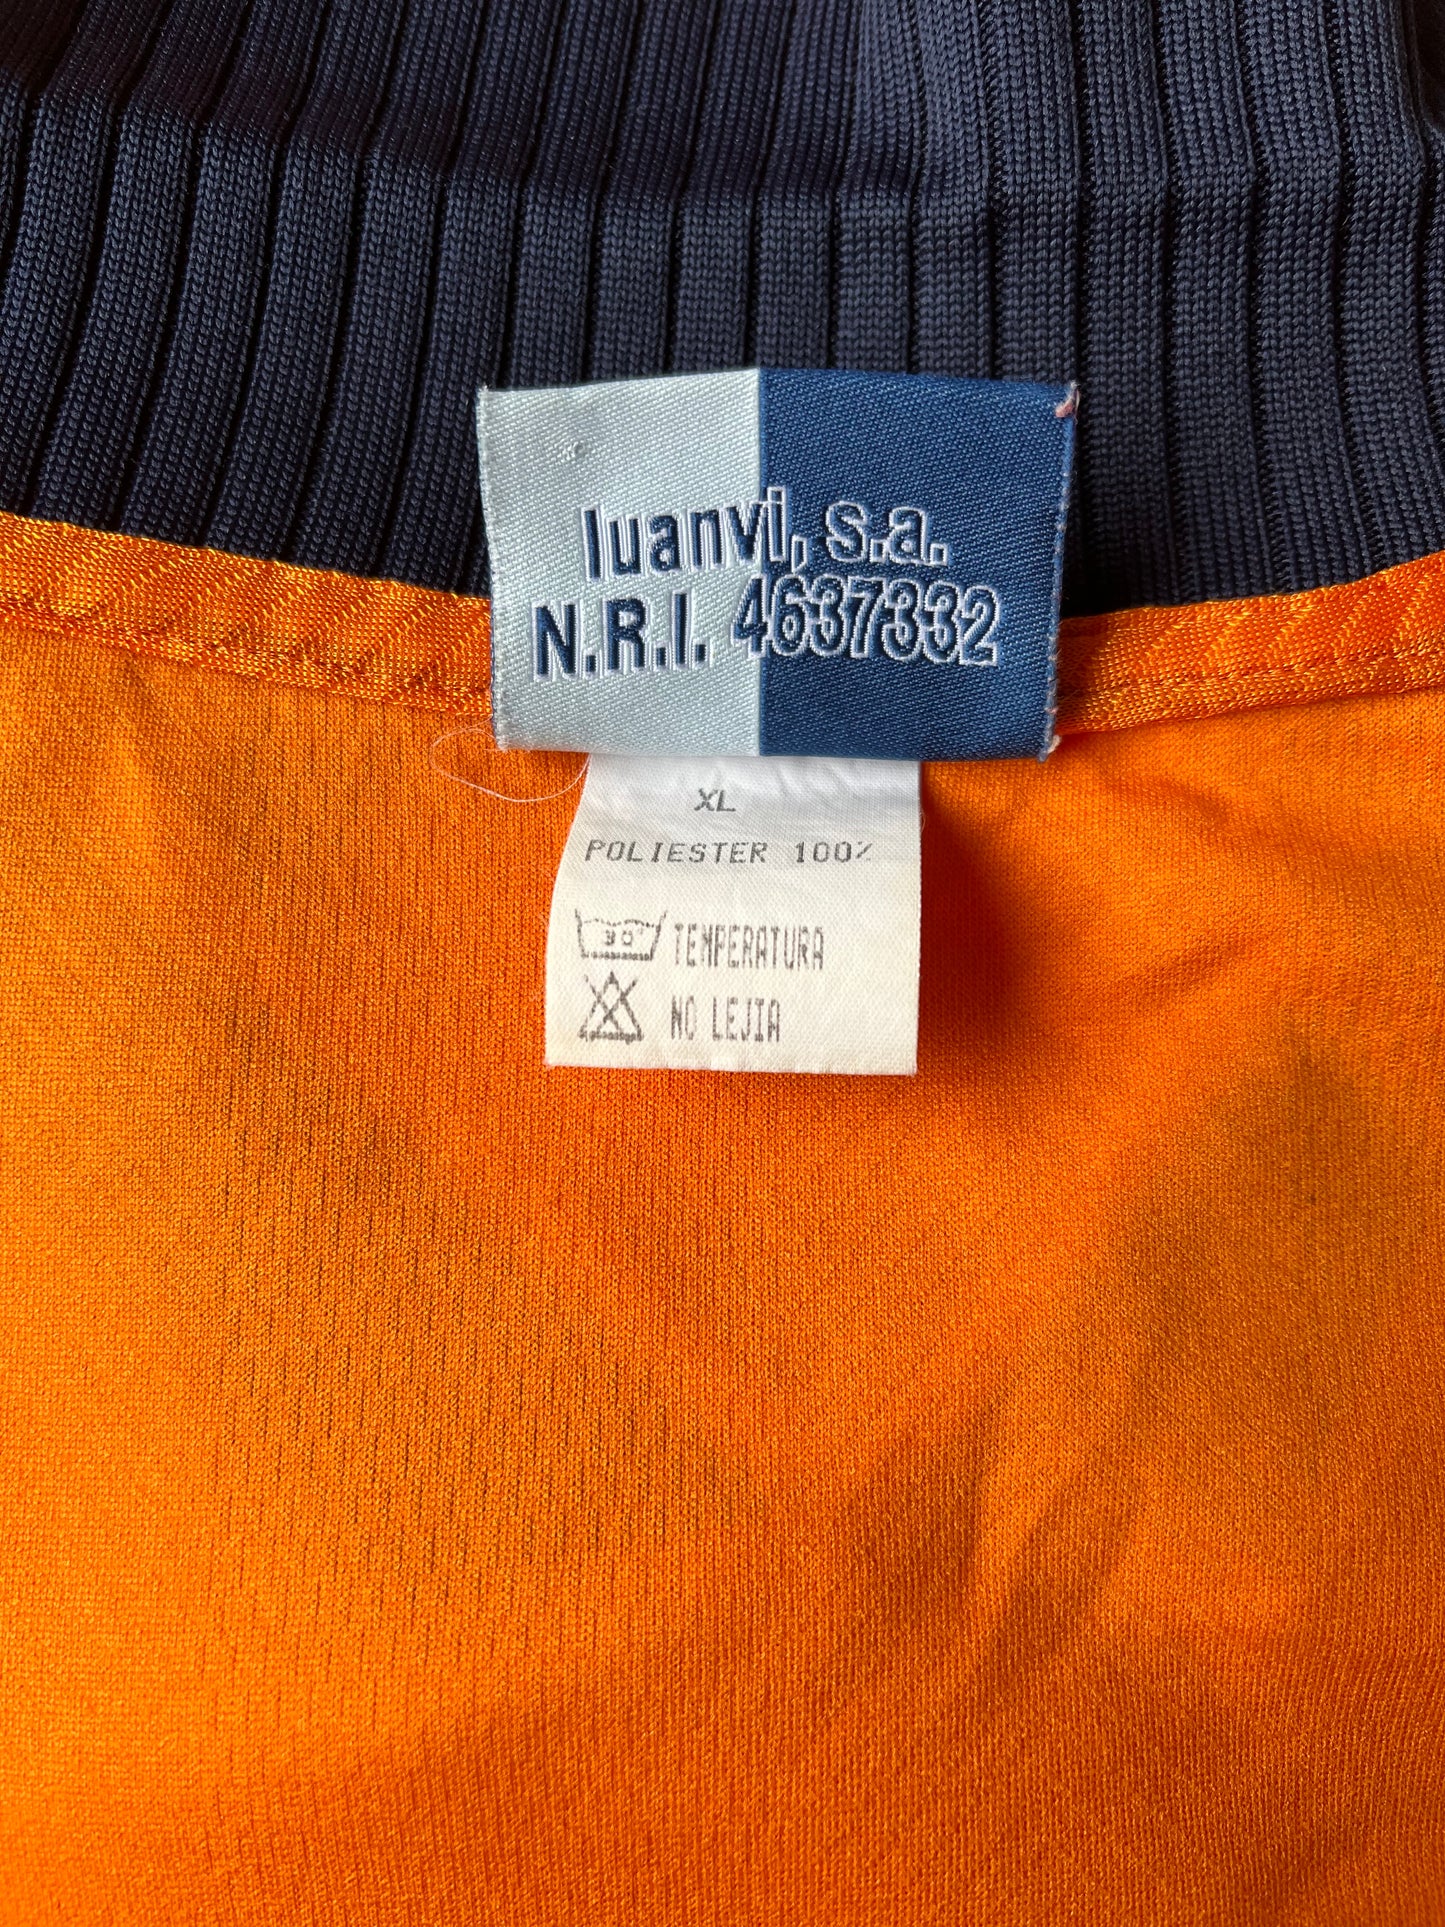 luanvi, s.a.
N.R.I. 4637332
XL
POLIESTER 100%
30° TEMPERATURA
NO LEJIA